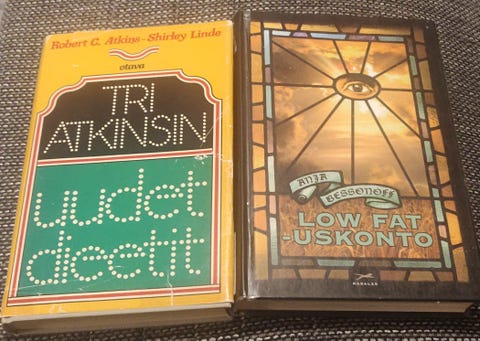 Robert C. Atkins - Shirley Linde
otava
TRI
ATKINSIN
uudet
dieetit
ANJA
BESSONOFF
LOW FAT
-USKONTO